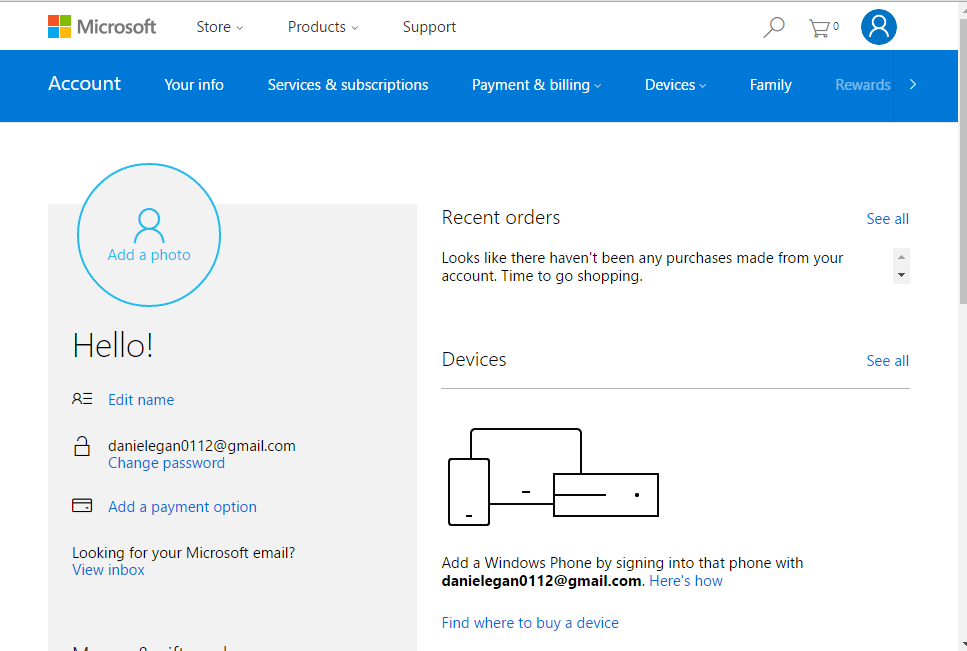 Microsoft Store Products Support 0
Account Your info Services & subscriptions Payment & billing Devices Family Rewards
Add a photo
Hello!
Edit name
danielegan0112@gmail.com
Change password
Add a payment option
Looking for your Microsoft email?
View inbox
Recent orders See all
Looks like there haven't been any purchases made from your
account. Time to go shopping.
Devices See all
Add a Windows Phone by signing into that phone with
danielegan0112@gmail.com. Here's how
Find where to buy a device